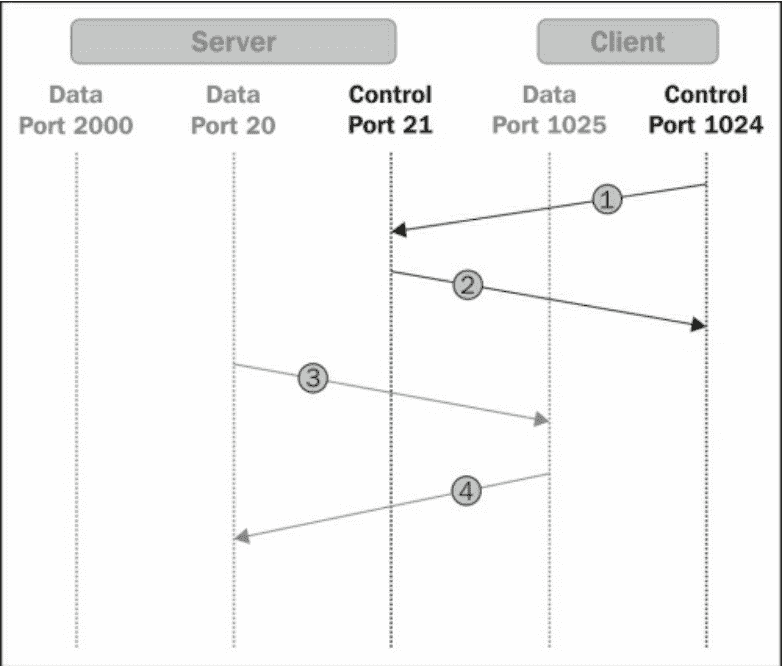 Server
Client
Data
Port 2000
Data
Port 20
Control
Port 21
Data
Port 1025
Control
Port 1024
1
2
3
4